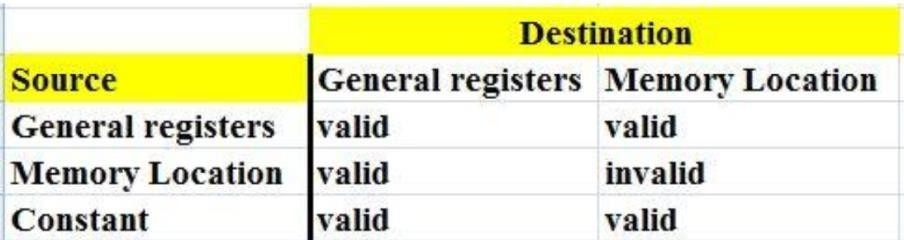 Destination
Source General registers Memory Location
General registers valid valid
Memory Location valid invalid
Constant valid valid